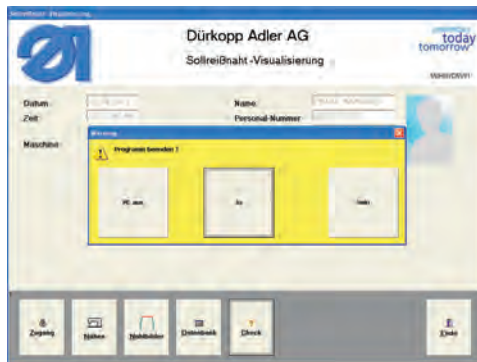 Dürkopp Adler AG
Sollreißnaht -Visualisierung
today
tomorrow
Datum
Name
Zeit
Personal-Nummer
Maschine
Warnung
Programm beenden !
PC aus
Ja
Nein
Zugang
Nähen
Nahtbilder
Datenbank
Check
Ende